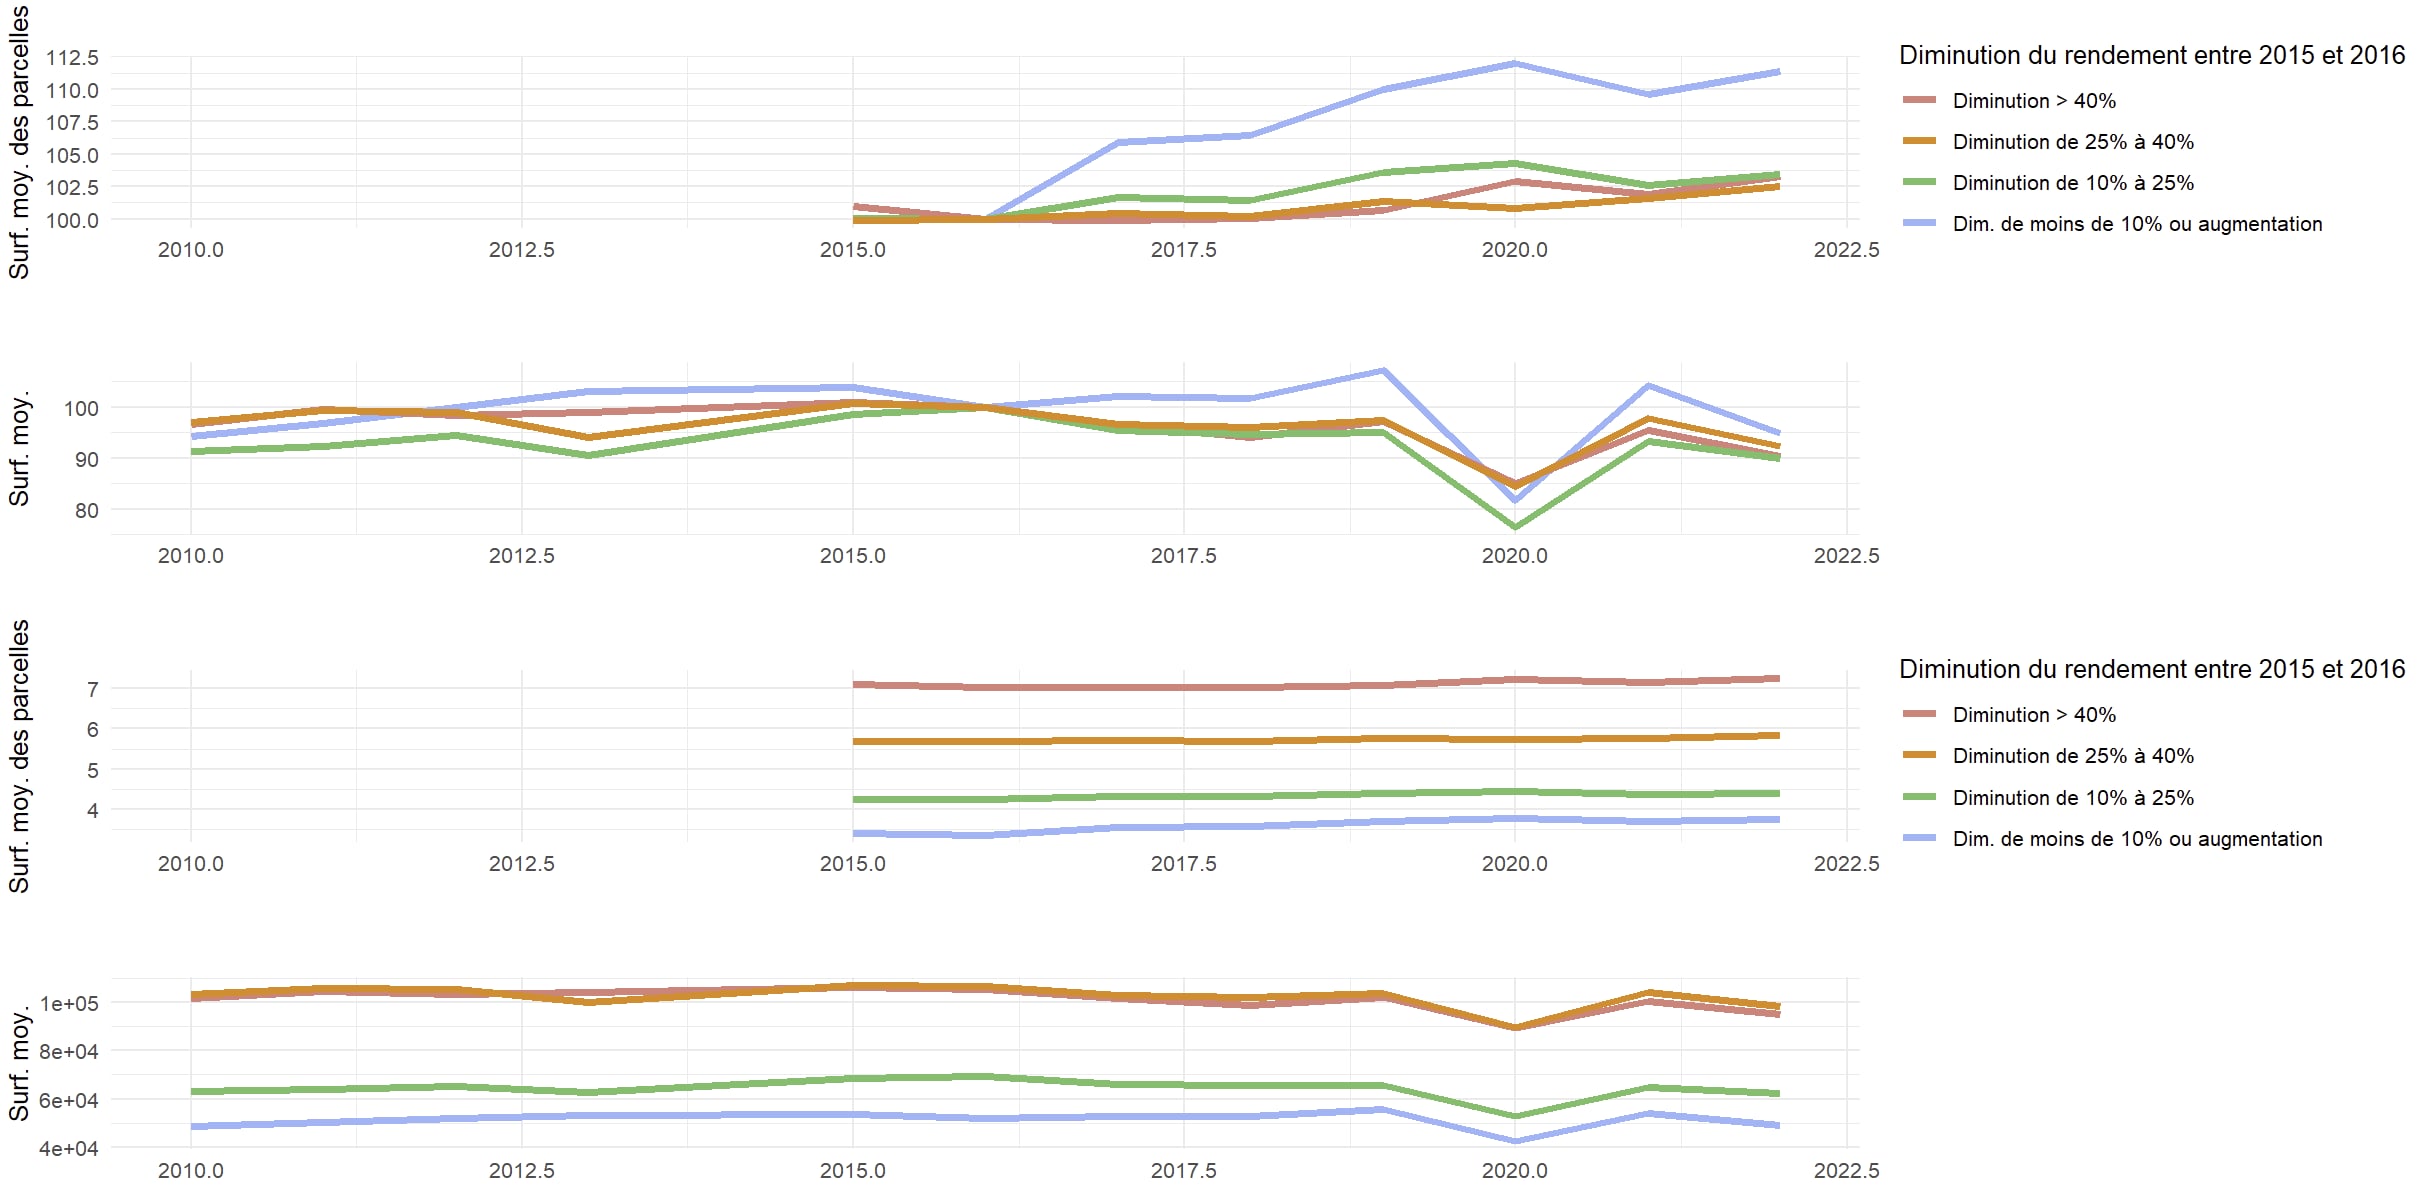 Surf. moy. des parcelles
112.5
110.0
107.5
105.0
102.5
100.0
2010.0 2012.5 2015.0 2017.5 2020.0 2022.5
Diminution du rendement entre 2015 et 2016
Diminution > 40%
Diminution de 25% à 40%
Diminution de 10% à 25%
Dim. de moins de 10% ou augmentation
Surf. moy.
100
90
80
2010.0 2012.5 2015.0 2017.5 2020.0 2022.5
Surf. moy. des parcelles
7
6
5
4
2010.0 2012.5 2015.0 2017.5 2020.0 2022.5
Diminution du rendement entre 2015 et 2016
Diminution > 40%
Diminution de 25% à 40%
Diminution de 10% à 25%
Dim. de moins de 10% ou augmentation
Surf. moy.
1e+05
8e+04
6e+04
4e+04
2010.0 2012.5 2015.0 2017.5 2020.0 2022.5